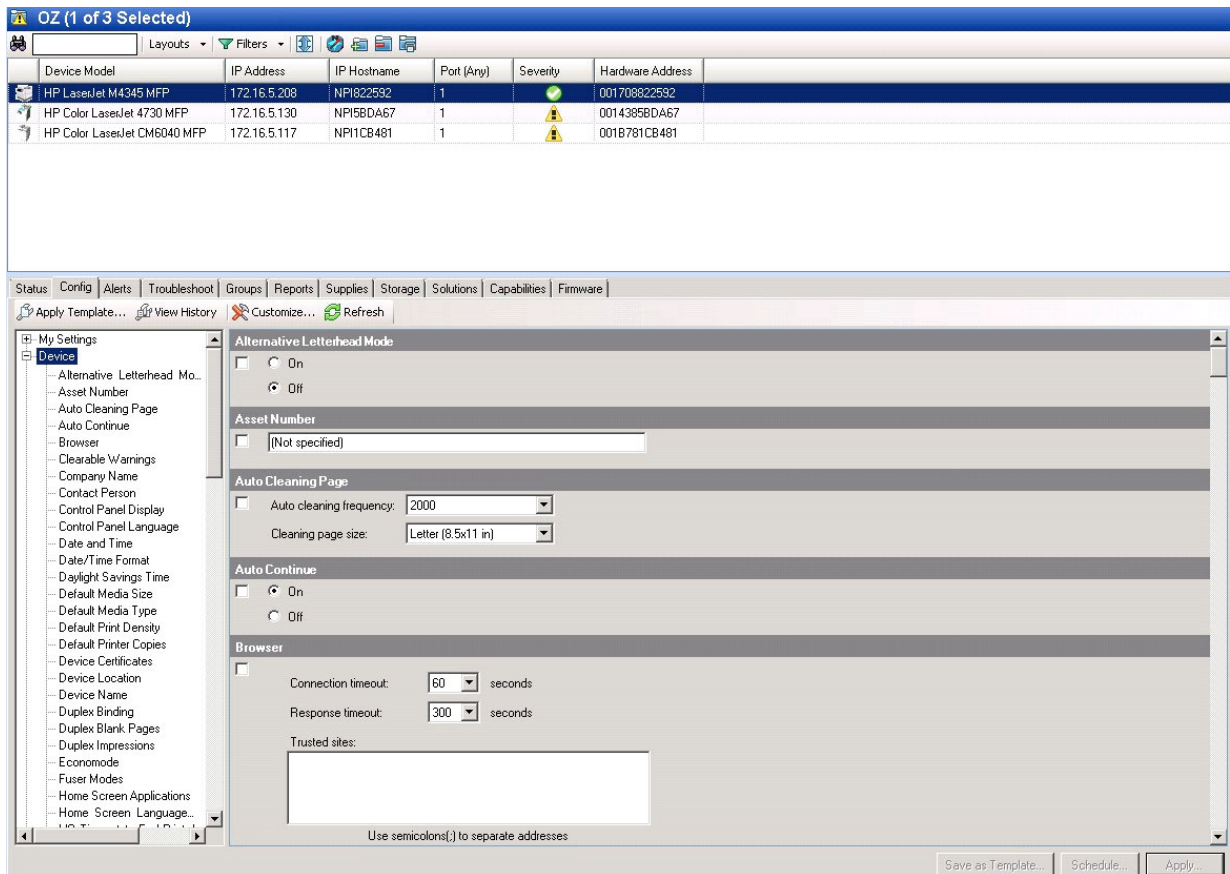 OZ (1 of 3 Selected)
Layouts Filters
Device Model IP Address IP Hostname Port (Any) Severity Hardware Address
HP LaserJet M4345 MFP 172.16.5.208 NPI822592 1 001708822592
HP Color LaserJet 4730 MFP 172.16.5.130 NPI5BDA67 1 0014385BDA67
HP Color LaserJet CM6040 MFP 172.16.5.117 NPI1CB481 1 001B781CB481
Status Config Alerts Troubleshoot Groups Reports Supplies Storage Solutions Capabilities Firmware
Apply Template... View History Customize... Refresh
My Settings
Device
Alternative Letterhead Mo...
Asset Number
Auto Cleaning Page
Auto Continue
Browser
Clearable Warnings
Company Name
Contact Person
Control Panel Display
Control Panel Language
Date and Time
Date/Time Format
Daylight Savings Time
Default Media Size
Default Media Type
Default Print Density
Default Printer Copies
Device Certificates
Device Location
Device Name
Duplex Binding
Duplex Blank Pages
Duplex Impressions
Economode
Fuser Modes
Home Screen Applications
Home Screen Language...
Alternative Letterhead Mode
On
Off
Asset Number
(Not specified)
Auto Cleaning Page
Auto cleaning frequency: 2000
Cleaning page size: Letter (8.5x11 in)
Auto Continue
On
Off
Browser
Connection timeout: 60 seconds
Response timeout: 300 seconds
Trusted sites:
Use semicolons(;) to separate addresses
Save as Template... Schedule... Apply...